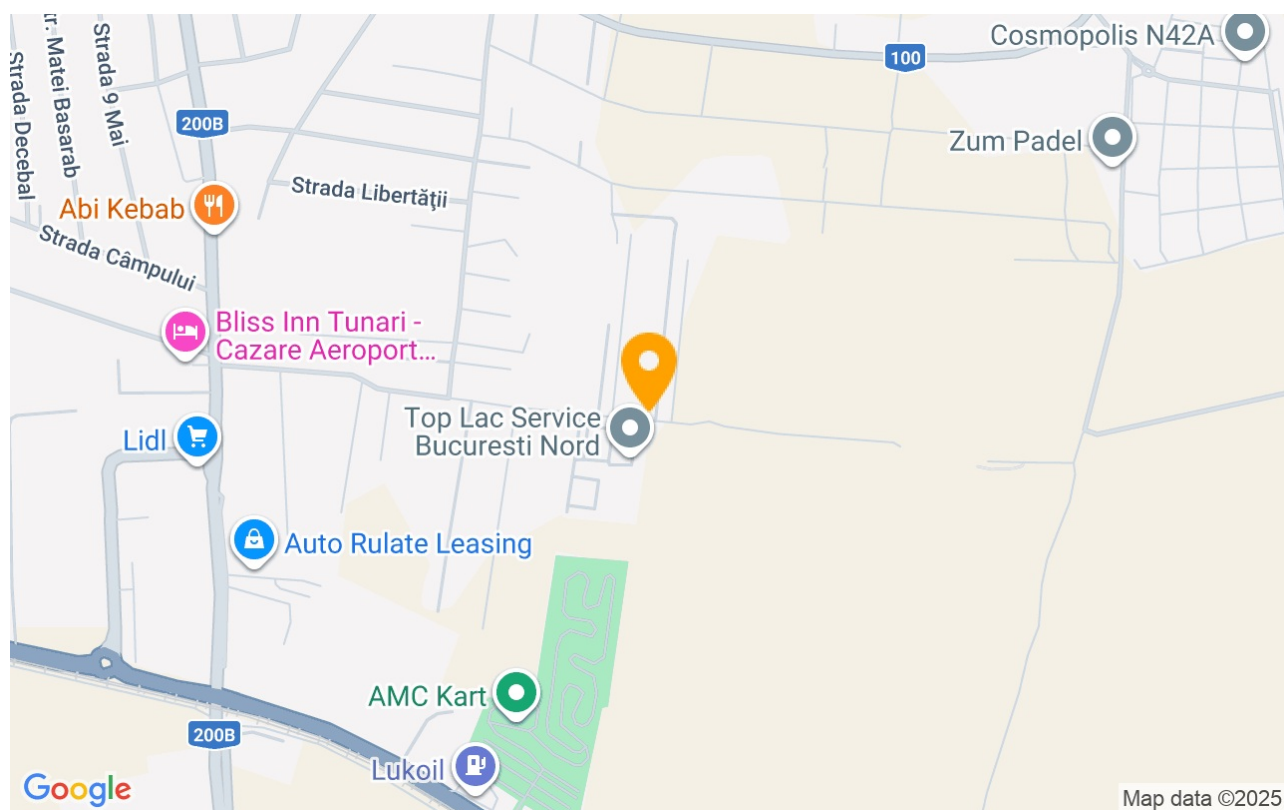 Cosmopolis N42A
100
Str. Matei Basarab
Strada 9 Mai
Strada Decebal
200B
Zum Padel
Strada Libertăţii
Abi Kebab
Strada Câmpului
Bliss Inn Tunari -
Cazare Aeroport...
Top Lac Service
Bucuresti Nord
Lidl
Auto Rulate Leasing
AMC Kart
200B
Lukoil
Google
Map data ©2025